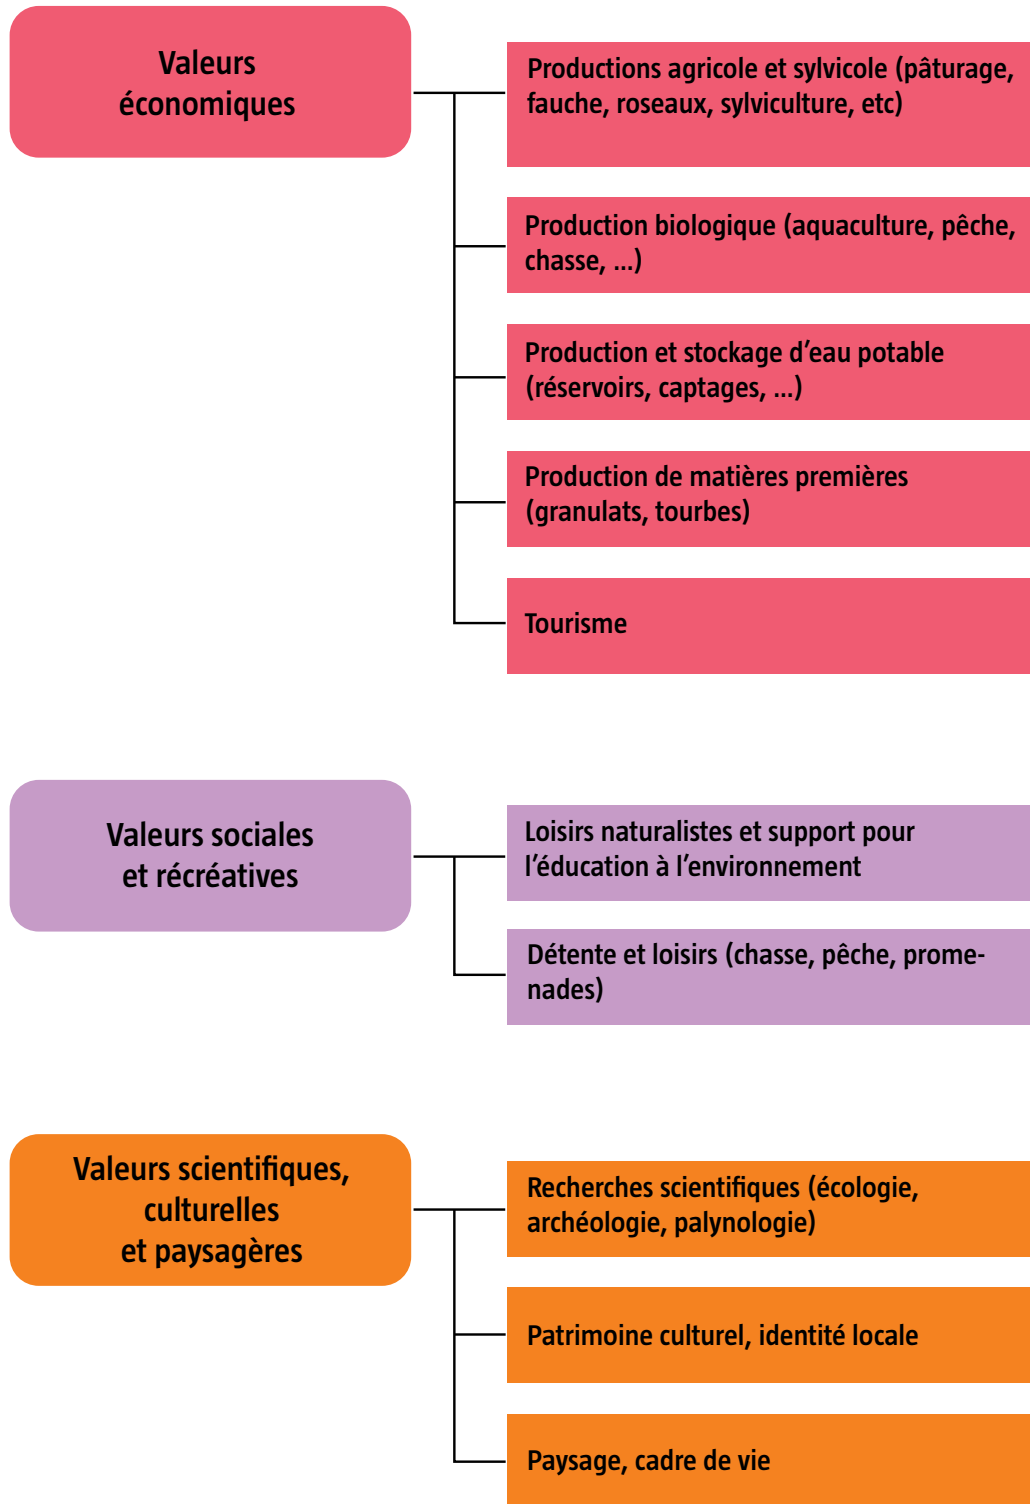 Valeurs
économiques
Productions agricole et sylvicole (pâturage,
fauche, roseaux, sylviculture, etc)
Production biologique (aquaculture, pêche,
chasse, ...)
Production et stockage d’eau potable
(réservoirs, captages, ...)
Production de matières premières
(granulats, tourbes)
Tourisme
Valeurs sociales
et récréatives
Loisirs naturalistes et support pour
l’éducation à l’environnement
Détente et loisirs (chasse, pêche, prome-
nades)
Valeurs scientifiques,
culturelles
et paysagères
Recherches scientifiques (écologie,
archéologie, palynologie)
Patrimoine culturel, identité locale
Paysage, cadre de vie